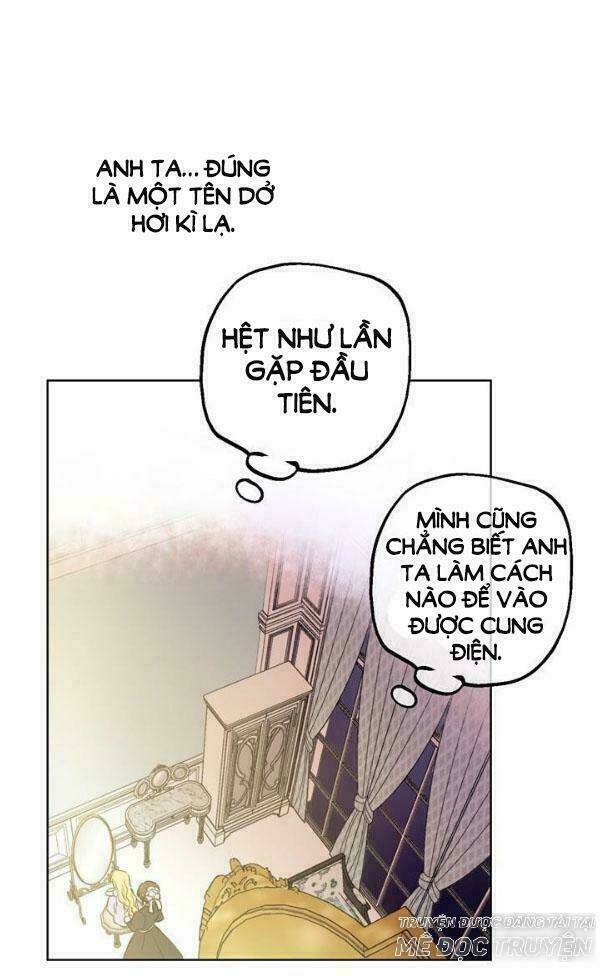 ANH TA... ĐÚNG
LÀ MỘT TÊN DỞ
HƠI KÌ LẠ.
HỆT NHƯ LẦN
GẶP ĐẦU
TIÊN.
MÌNH CŨNG
CHẲNG BIẾT ANH
TA LÀM CÁCH
NÀO ĐỂ VÀO
ĐƯỢC CUNG
ĐIỆN.
TRUYỆN ĐƯỢC ĐĂNG TẢI TẠI
MÊ ĐỌC TRUYỆN